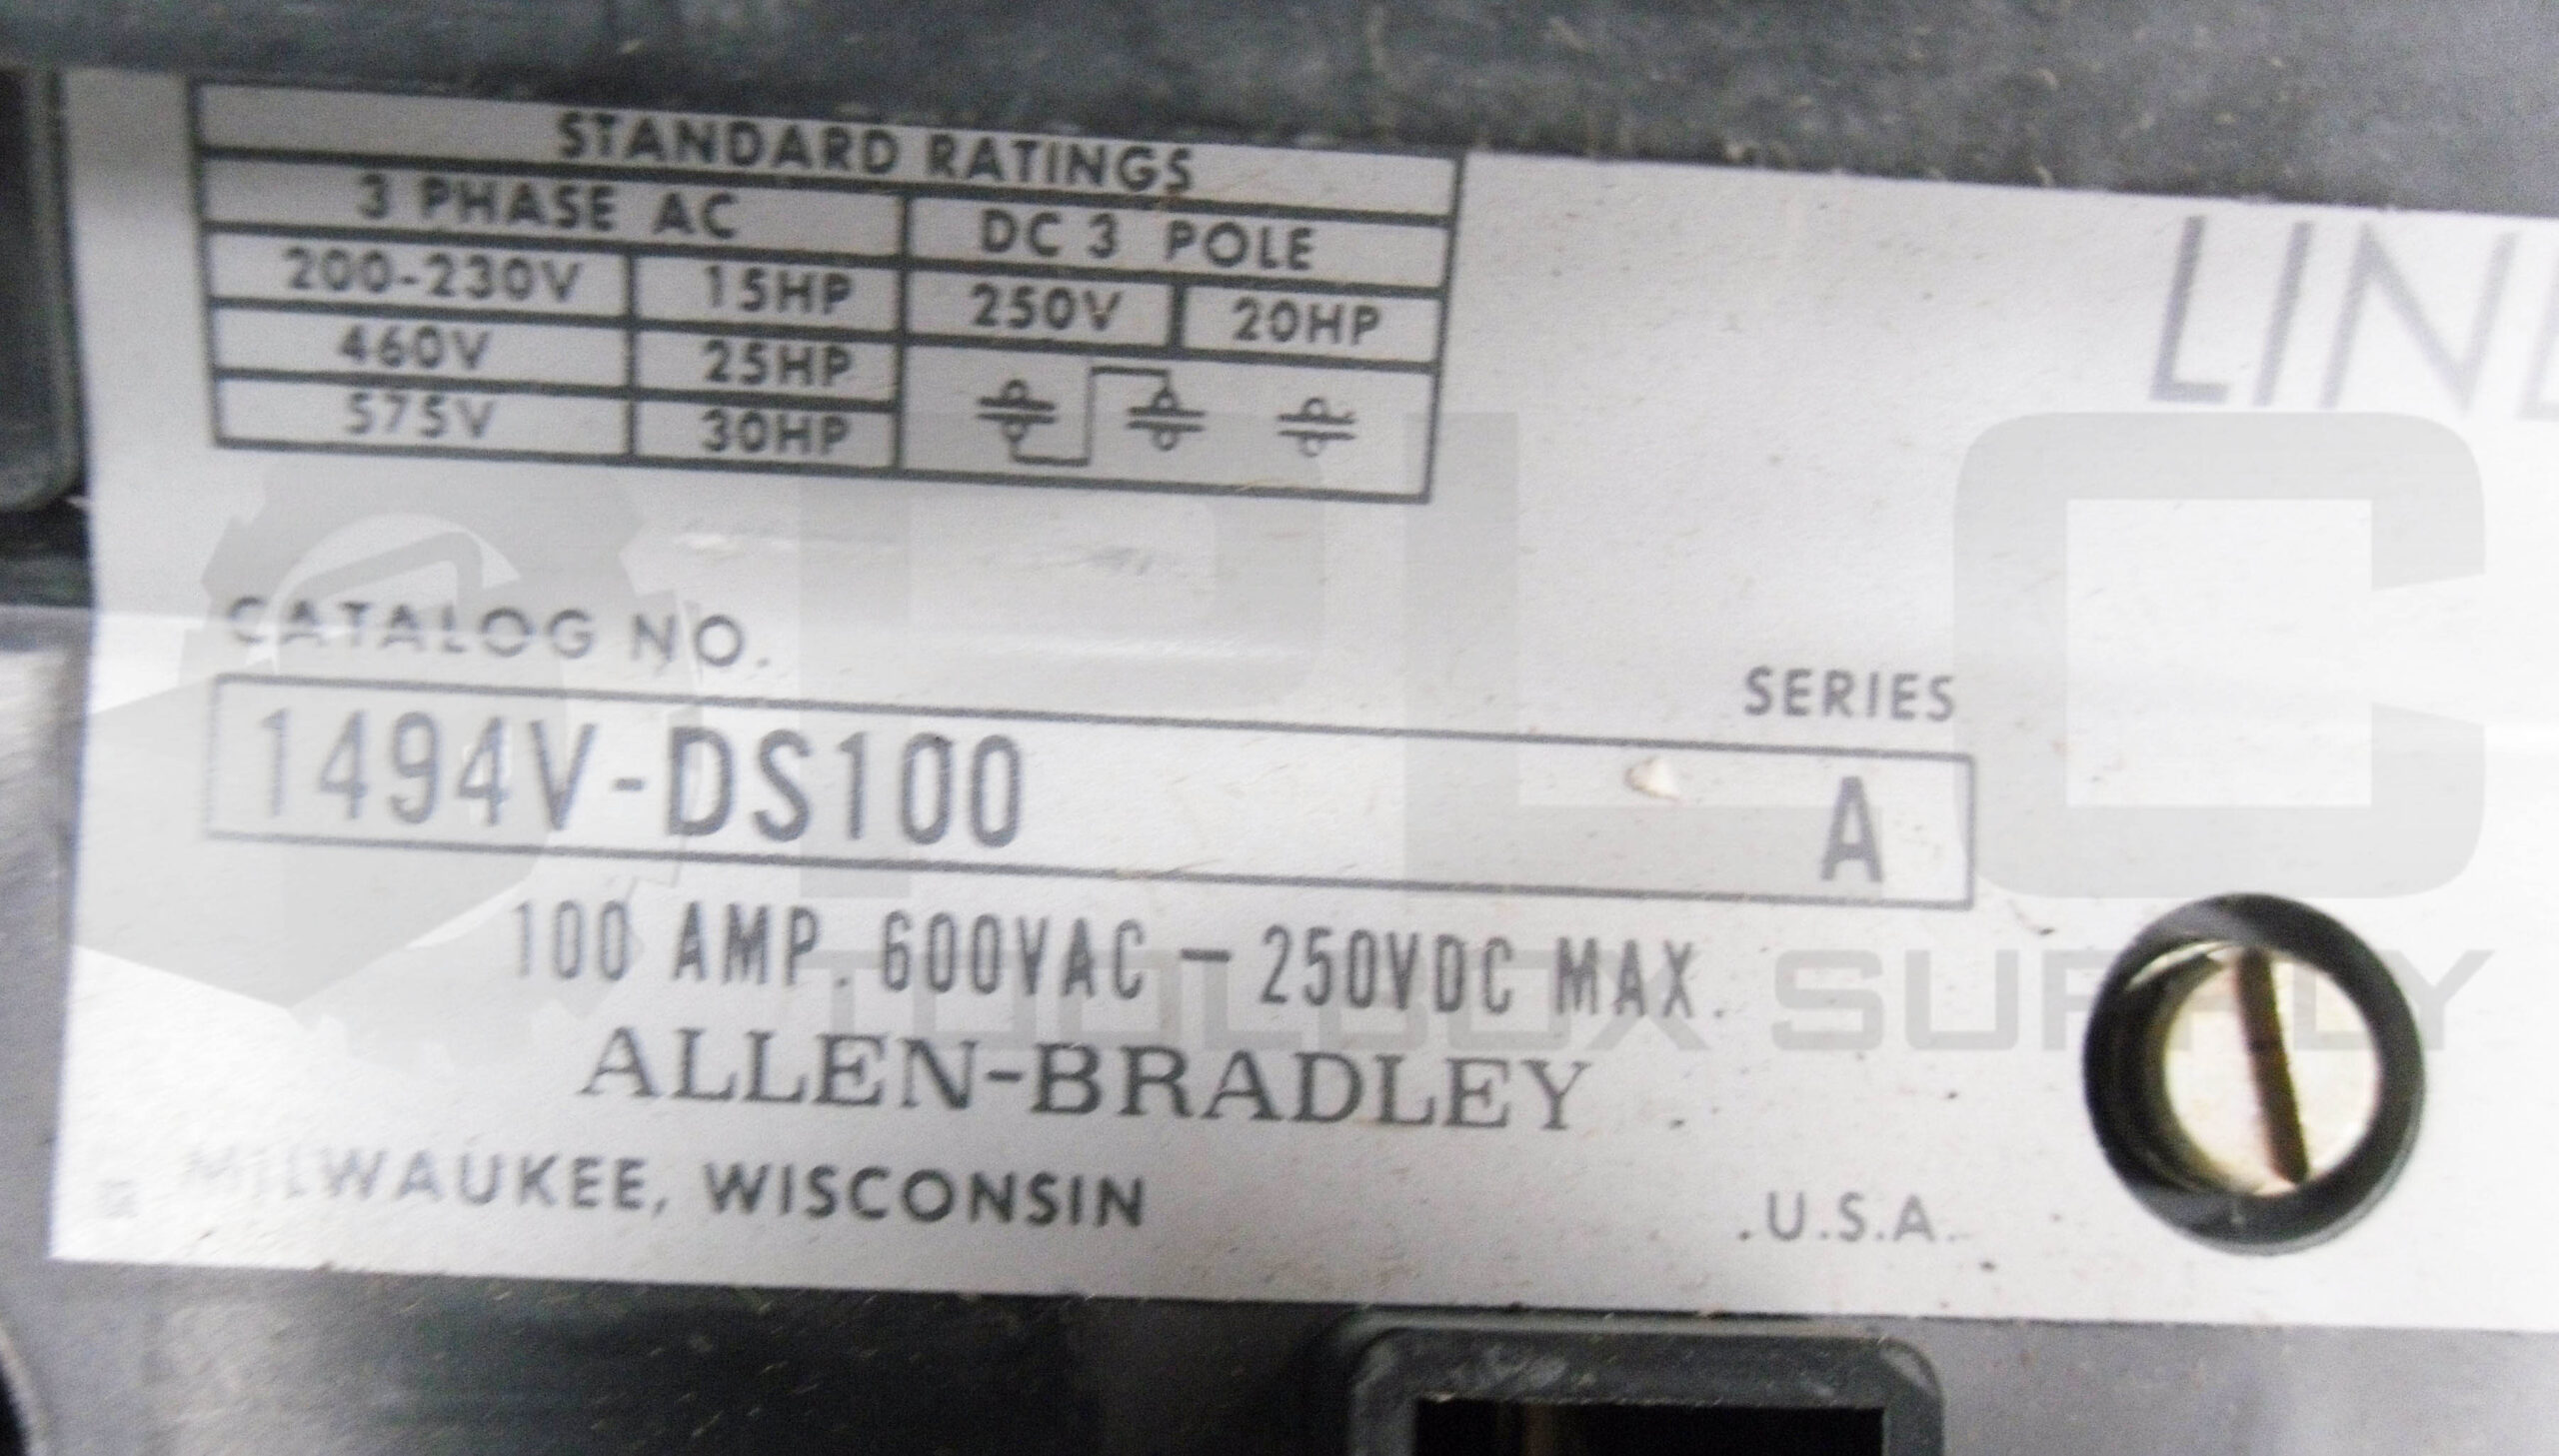 STANDARD RATINGS
3 PHASE AC
DC 3 POLE
200-230V 15HP
250V 20HP
460V 25HP
575V 30HP
CATALOG NO.
SERIES
1494V-DS100 A
100 AMP. 600VAC - 250VDC MAX.
ALLEN-BRADLEY
MILWAUKEE, WISCONSIN
U.S.A.
PLC
TOOLBOX SUPPLY